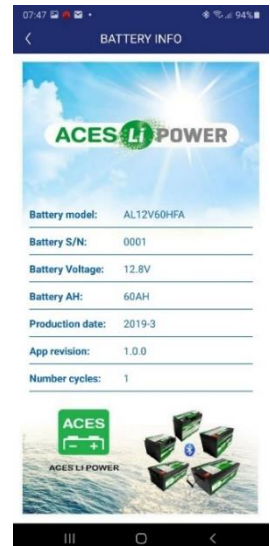 07:47 94%
BATTERY INFO
ACES Li POWER
Battery model: AL12V60HFA
Battery S/N: 0001
Battery Voltage: 12.8V
Battery AH: 60AH
Production date: 2019-3
App revision: 1.0.0
Number cycles: 1
ACES
ACES LI POWER